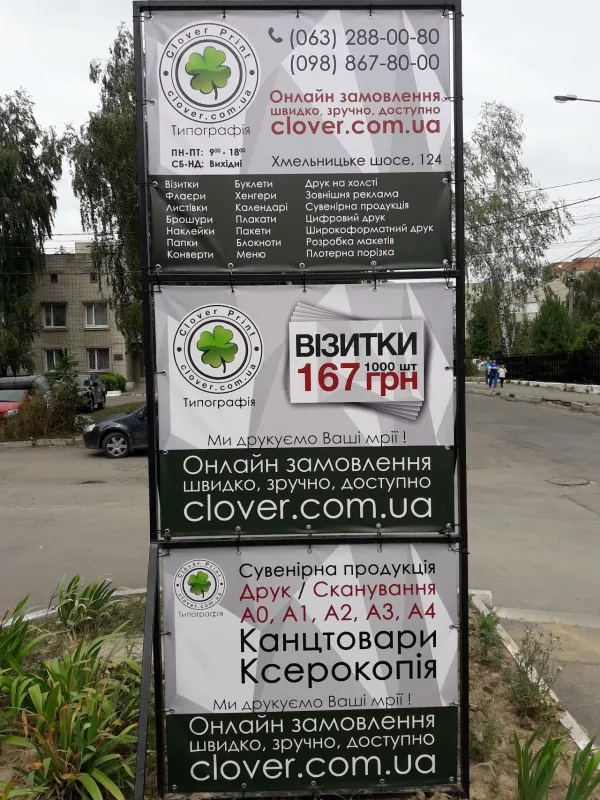 Clover Print
clover.com.ua
Типографія
ПН-ПТ: 9⁰⁰ - 18⁰⁰
СБ-НД: Вихідні
(063) 288-00-80
(098) 867-80-00
Онлайн замовлення
швидко, зручно, доступно
clover.com.ua
Хмельницьке шосе, 124
Візитки
Флаєри
Листівки
Брошури
Наклейки
Папки
Конверти
Буклети
Хенгери
Календарі
Плакати
Пакети
Блокноти
Меню
Друк на холсті
Зовнішня реклама
Сувенірна продукція
Цифровий друк
Широкоформатний друк
Розробка макетів
Плотерна порізка
Clover Print
clover.com.ua
Типографія
ВІЗИТКИ
1000 шт
167 грн
Ми друкуємо Ваші мрії !
Онлайн замовлення
швидко, зручно, доступно
clover.com.ua
Clover Print
clover.com.ua
Типографія
Сувенірна продукція
Друк / Сканування
А0, А1, А2, А3, А4
Канцтовари
Ксерокопія
Ми друкуємо Ваші мрії !
Онлайн замовлення
швидко, зручно, доступно
clover.com.ua